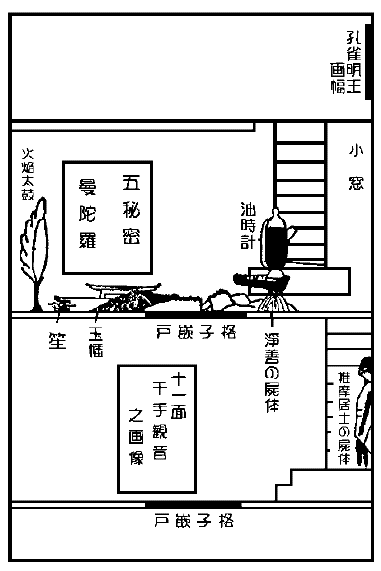 孔雀明王
画幅
小窓
油時計
五秘密
曼陀羅
火焔太鼓
格子嵌戸
浄善の屍体
玉幡
笙
推摩居士の屍体
十一面
千手観音
之画像
格子嵌戸